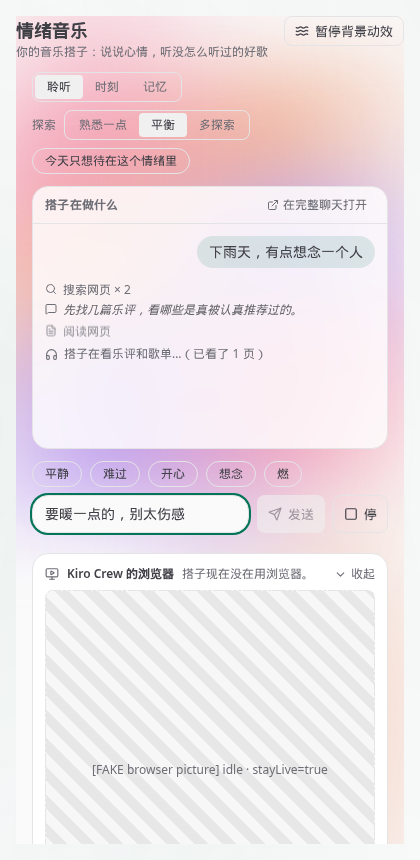 情绪音乐
暂停背景动效
你的音乐搭子：说说心情，听没怎么听过的好歌
聆听 时刻 记忆
探索 熟悉一点 平衡 多探索
今天只想待在这个情绪里
搭子在做什么 在完整聊天打开
下雨天，有点想念一个人
搜索网页 × 2
先找几篇乐评，看哪些是真被认真推荐过的。
阅读网页
搭子在看乐评和歌单…（已看了 1 页）
平静 难过 开心 想念 燃
要暖一点的，别太伤感 发送 停
Kiro Crew 的浏览器 搭子现在没在用浏览器。 收起
[FAKE browser picture] idle · stayLive=true